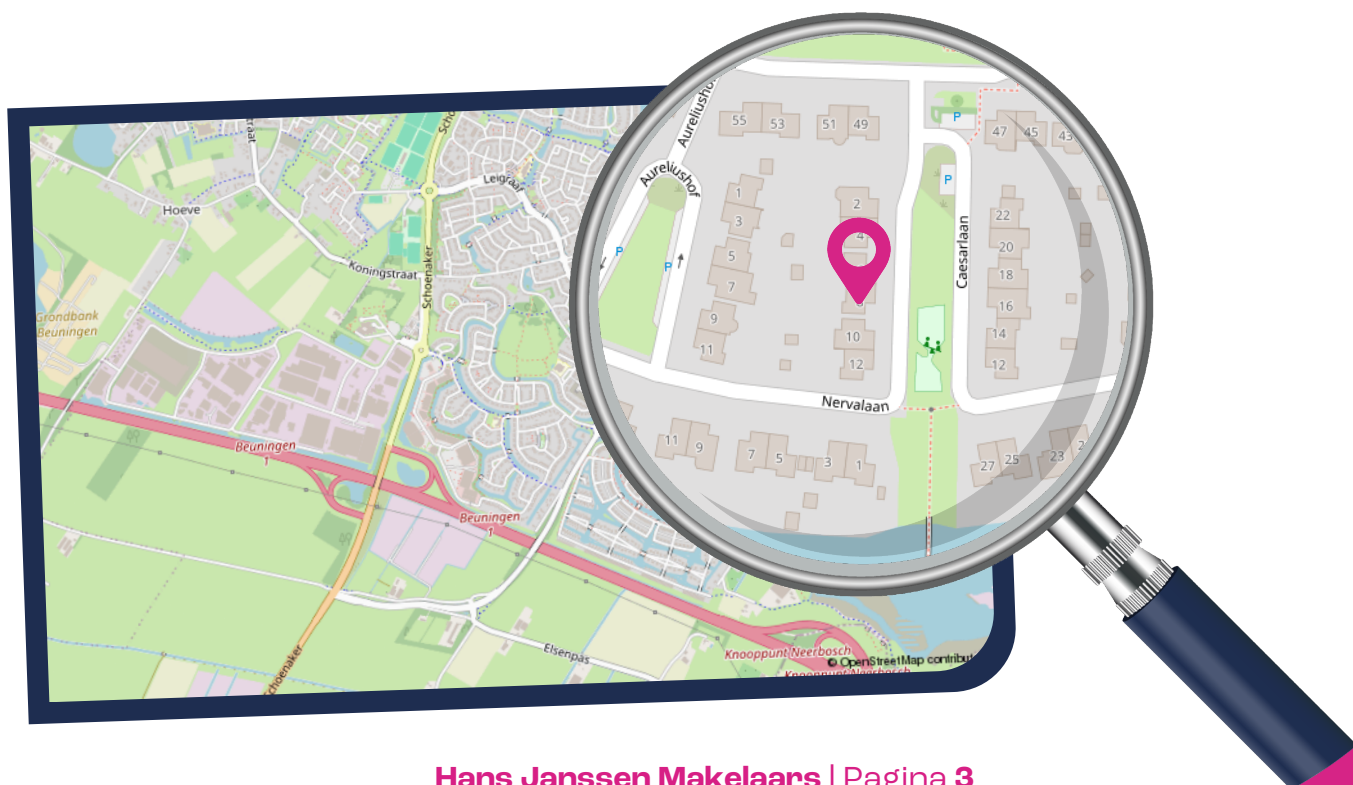 Hoeve
Leigraaf
Koningstraat
Schoenaker
Grondbank
Beuningen
Beuningen
1
Beuningen
1
Elsenpas
Knooppunt Neerbosch
© OpenStreetMap contribut
Aureliushof
Aureliushof
P
P
55
53
51
49
P
47
45
43
P
1
3
5
7
9
11
2
4
10
12
Caesarlaan
22
20
18
16
14
12
Nervalaan
11
9
7
5
3
1
27
25
23
Hans Janssen Makelaars | Pagina 3